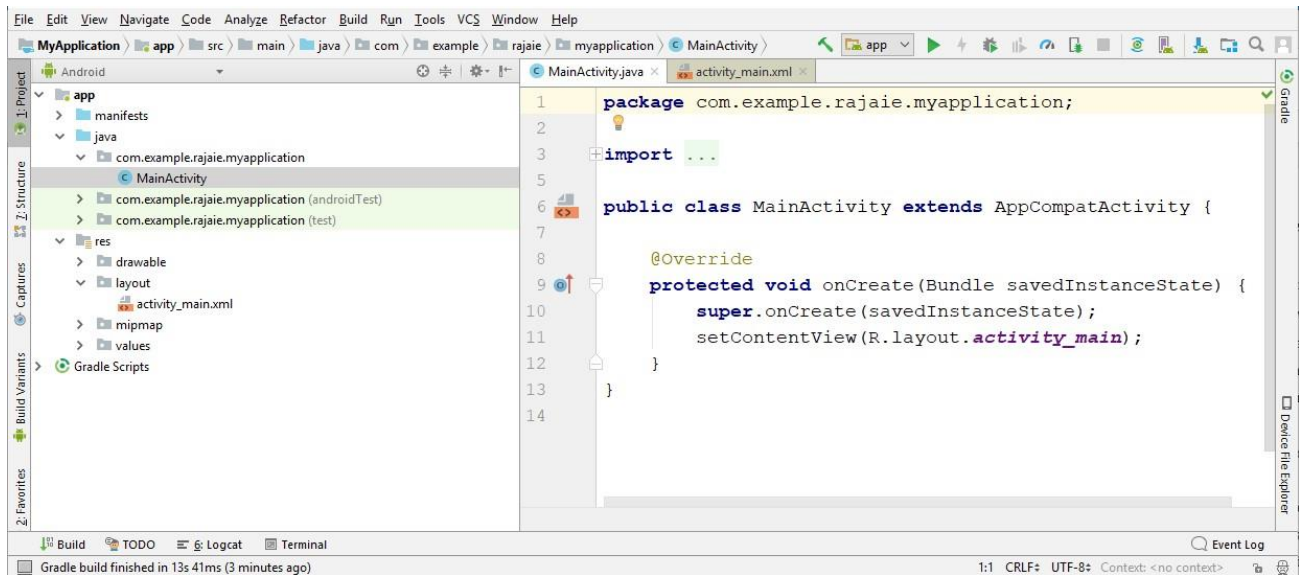 File Edit View Navigate Code Analyze Refactor Build Run Tools VCS Window Help
MyApplication app src main java com example rajaie myapplication MainActivity app
Android
MainActivity.java activity_main.xml
1: Project
Z: Structure
Captures
Build Variants
2: Favorites
app
manifests
java
com.example.rajaie.myapplication
MainActivity
com.example.rajaie.myapplication (androidTest)
com.example.rajaie.myapplication (test)
res
drawable
layout
activity_main.xml
mipmap
values
Gradle Scripts
1 package com.example.rajaie.myapplication;
2
3 import ...
5
6 public class MainActivity extends AppCompatActivity {
7
8 @Override
9 protected void onCreate(Bundle savedInstanceState) {
10 super.onCreate(savedInstanceState);
11 setContentView(R.layout.activity_main);
12 }
13 }
14
Gradle
Device File Explorer
Build TODO 6: Logcat Terminal Event Log
Gradle build finished in 13s 41ms (3 minutes ago) 1:1 CRLF UTF-8 Context: <no context>